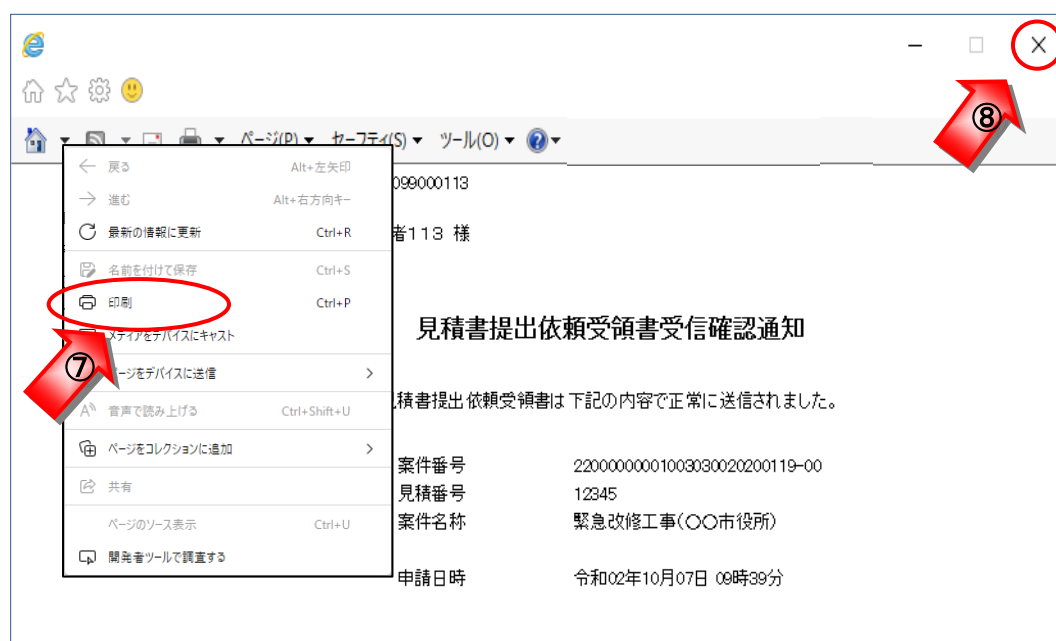 ⑧
ページ(P) セーフティ(S) ツール(O)
戻る Alt+左矢印
099000113
進む Alt+右方向キー
最新の情報に更新 Ctrl+R
者113 様
名前を付けて保存 Ctrl+S
印刷 Ctrl+P
見積書提出依頼受領書受信確認通知
メディアをデバイスにキャスト
⑦
ページをデバイスに送信
積書提出依頼受領書は下記の内容で正常に送信されました。
音声で読み上げる Ctrl+Shift+U
ページをコレクションに追加
案件番号 22000000001003030020200119-00
共有
見積番号 12345
案件名称 緊急改修工事(〇〇市役所)
ページのソース表示 Ctrl+U
開発者ツールで調査する
申請日時 令和02年10月07日 09時39分